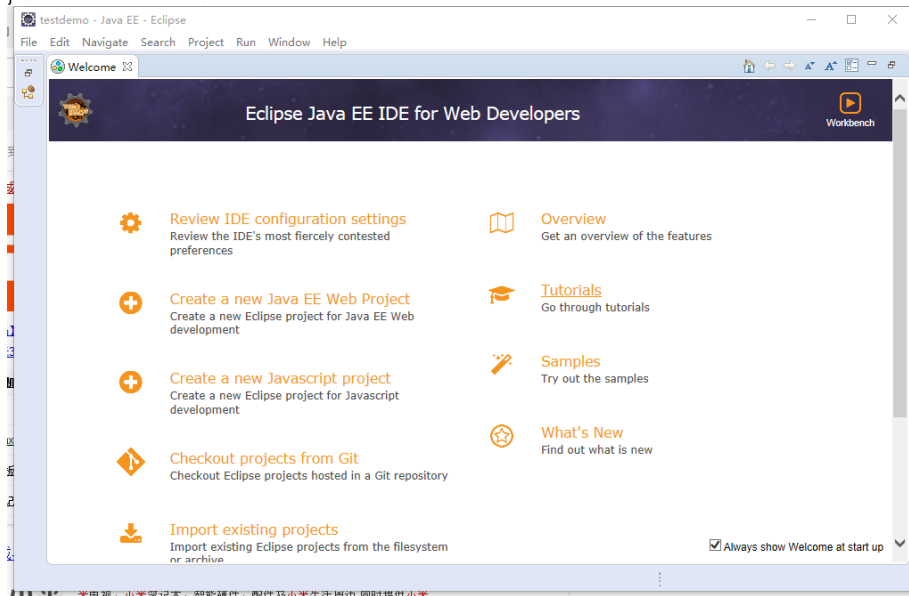 testdemo - Java EE - Eclipse
File Edit Navigate Search Project Run Window Help
Welcome
Eclipse Java EE IDE for Web Developers
Workbench
Review IDE configuration settings
Review the IDE's most fiercely contested
preferences
Create a new Java EE Web Project
Create a new Eclipse project for Java EE Web
development
Create a new Javascript project
Create a new Eclipse project for Javascript
development
Checkout projects from Git
Checkout Eclipse projects hosted in a Git repository
Import existing projects
Import existing Eclipse projects from the filesystem
or archive
Overview
Get an overview of the features
Tutorials
Go through tutorials
Samples
Try out the samples
What's New
Find out what is new
Always show Welcome at start up